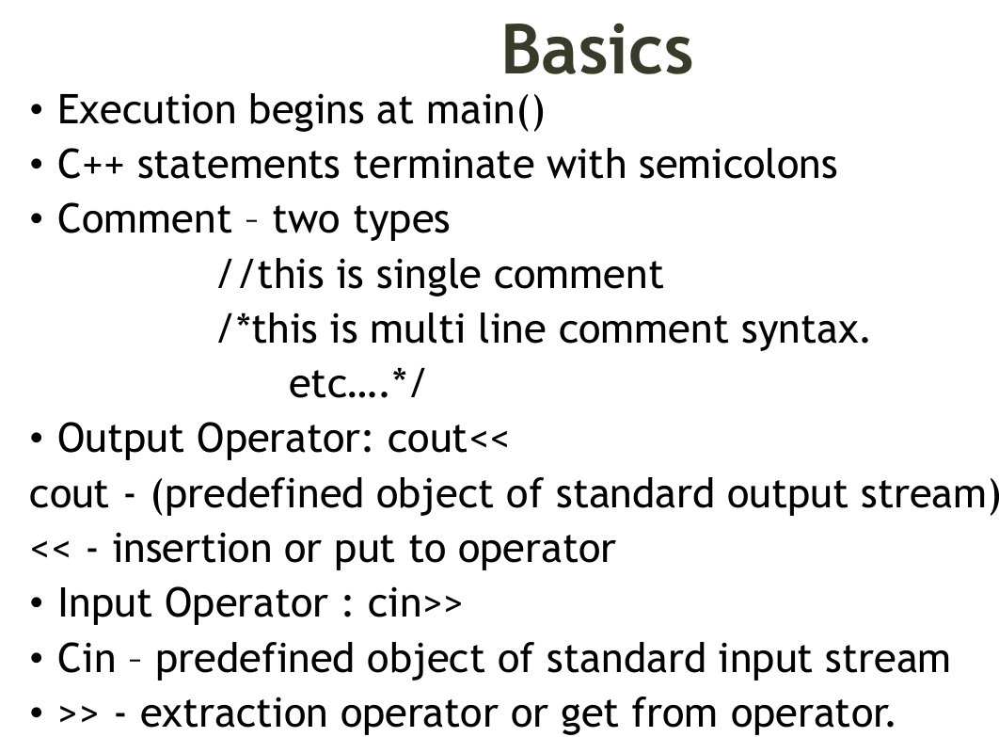 Basics
• Execution begins at main()
• C++ statements terminate with semicolons
• Comment – two types
//this is single comment
/*this is multi line comment syntax.
etc….*/
• Output Operator: cout<<
cout - (predefined object of standard output stream)
<< - insertion or put to operator
• Input Operator : cin>>
• Cin – predefined object of standard input stream
• >> - extraction operator or get from operator.